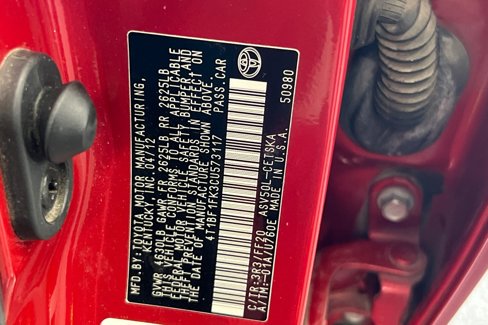 MFD.BY:TOYOTA MOTOR MANUFACTURING,
KENTUCKY, INC. 04/12
GVWR 4630LB GAWR FR 2625LB RR 2625LB
THIS VEHICLE CONFORMS TO ALL APPLICABLE
FEDERAL MOTOR VEHICLE SAFETY BUMPER, AND
THEFT PREVENTION STANDARDS IN EFFECT ON
THE DATE OF MANUFACTURE SHOWN ABOVE.
4T1BF1FK3CU573117 PASS.CAR
C/TR:3R3/FF20 ASV50L-CETSKA 50980
A/TM:-01A/U760E MADE IN U.S.A.